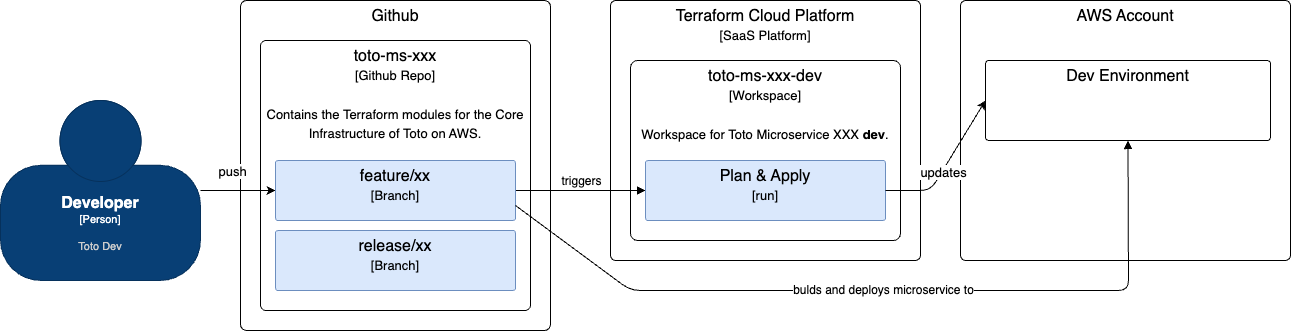 Developer
[Person]
Toto Dev
push
Github
toto-ms-xxx
[Github Repo]
Contains the Terraform modules for the Core
Infrastructure of Toto on AWS.
feature/xx
[Branch]
release/xx
[Branch]
triggers
Terraform Cloud Platform
[SaaS Platform]
toto-ms-xxx-dev
[Workspace]
Workspace for Toto Microservice XXX dev.
Plan & Apply
[run]
updates
AWS Account
Dev Environment
bulds and deploys microservice to